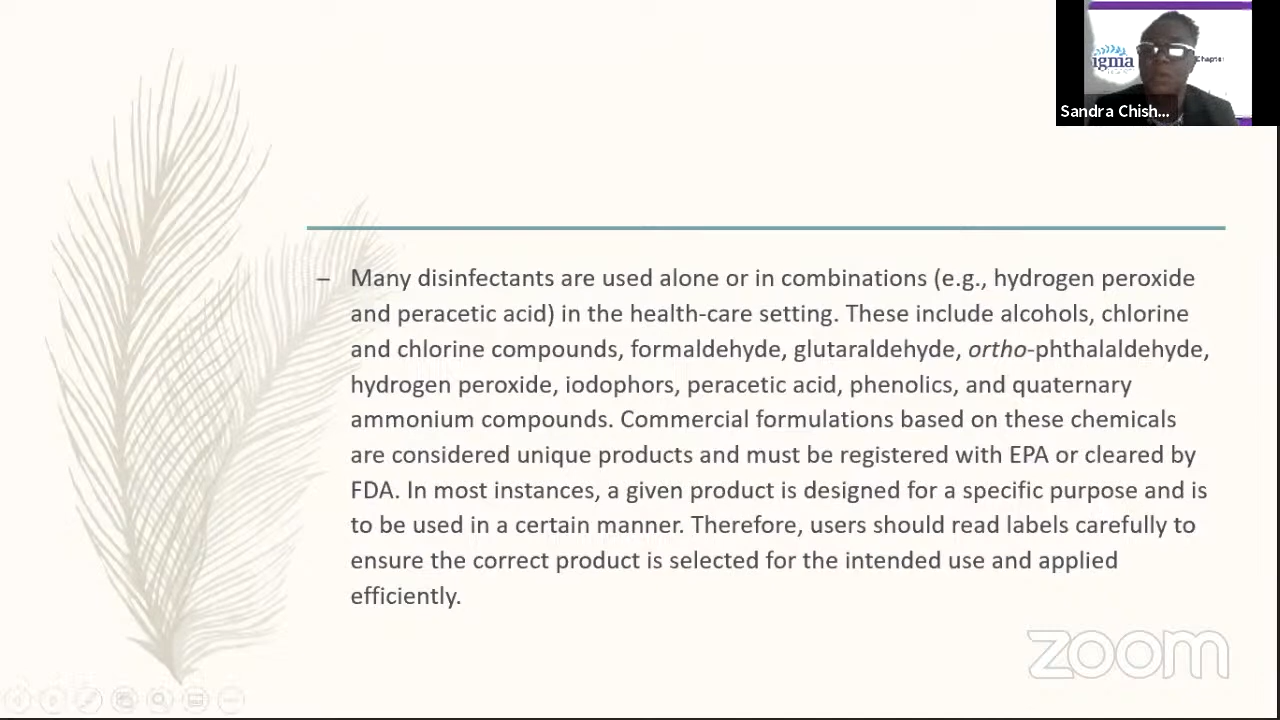 igma
Chapter
Sandra Chish...
– Many disinfectants are used alone or in combinations (e.g., hydrogen peroxide
and peracetic acid) in the health-care setting. These include alcohols, chlorine
and chlorine compounds, formaldehyde, glutaraldehyde, ortho-phthalaldehyde,
hydrogen peroxide, iodophors, peracetic acid, phenolics, and quaternary
ammonium compounds. Commercial formulations based on these chemicals
are considered unique products and must be registered with EPA or cleared by
FDA. In most instances, a given product is designed for a specific purpose and is
to be used in a certain manner. Therefore, users should read labels carefully to
ensure the correct product is selected for the intended use and applied
efficiently.
zoom